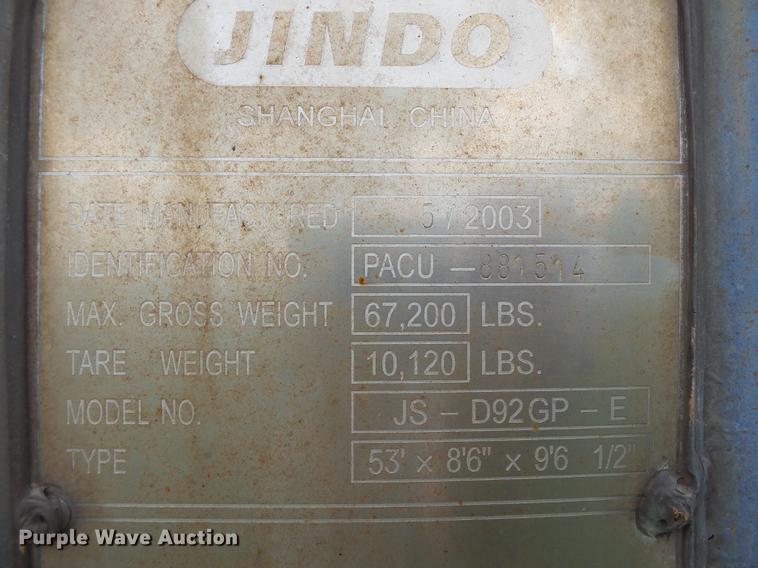 JINDO
SHANGHAI, CHINA
DATE MANUFACTURED 5 / 2003
IDENTIFICATION NO. PACU - 881514
MAX. GROSS WEIGHT 67,200 LBS.
TARE WEIGHT 10,120 LBS.
MODEL NO. JS - D92GP - E
TYPE 53' x 8'6" x 9'6 1/2"
Purple Wave Auction